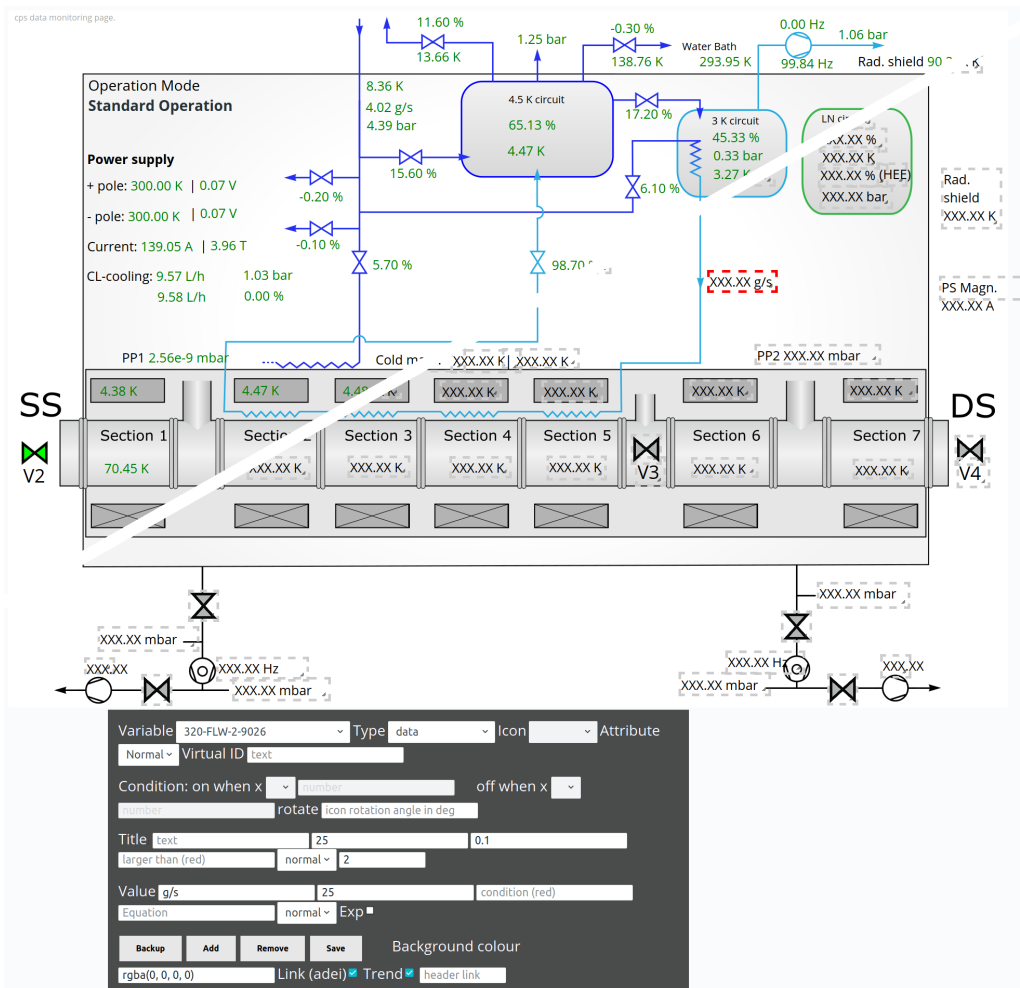 cps data monitoring page.
11.60 %
13.66 K
1.25 bar
-0.30 %
138.76 K
Water Bath
293.95 K
0.00 Hz
99.84 Hz
1.06 bar
Rad. shield 90
K
Operation Mode
Standard Operation
8.36 K
4.02 g/s
4.39 bar
4.5 K circuit
65.13 %
4.47 K
17.20 %
3 K circuit
45.33 %
0.33 bar
3.27 K
LN
XX.XX %
XXX.XX K
XXX.XX % (HEE)
XXX.XX bar
15.60 %
6.10 %
-0.20 %
-0.10 %
5.70 %
98.70
Power supply
+ pole: 300.00 K | 0.07 V
- pole: 300.00 K | 0.07 V
Current: 139.05 A | 3.96 T
CL-cooling: 9.57 L/h 1.03 bar
9.58 L/h 0.00 %
Rad.
shield
XXX.XX K
XXX.XX g/s
PS Magn.
XXX.XX A
PP1 2.56e-9 mbar
Cold
XXX.XX K| XXX.XX K
PP2 XXX.XX mbar
4.38 K
4.47 K
4.48
XXX.XX K
XXX.XX K
XXX.XX K
XXX.XX K
SS
DS
Section 1
Section 2
Section 3
Section 4
Section 5
Section 6
Section 7
70.45 K
XXX.XX K
XXX.XX K
XXX.XX K
XXX.XX K
XXX.XX K
XXX.XX K
V2
V3
V4
XXX.XX mbar
XXX.XX mbar
XXX.XX
XXX.XX Hz
XXX.XX mbar
XXX.XX Hz
XXX.XX
XXX.XX mbar
Variable 320-FLW-2-9026 Type data Icon Attribute
Normal Virtual ID text
Condition: on when x number off when x
number rotate icon rotation angle in deg
Title text 25 0.1
larger than (red) normal 2
Value g/s 25 condition (red)
Equation normal Exp
Backup Add Remove Save Background colour
rgba(0, 0, 0, 0) Link (adei) Trend header link